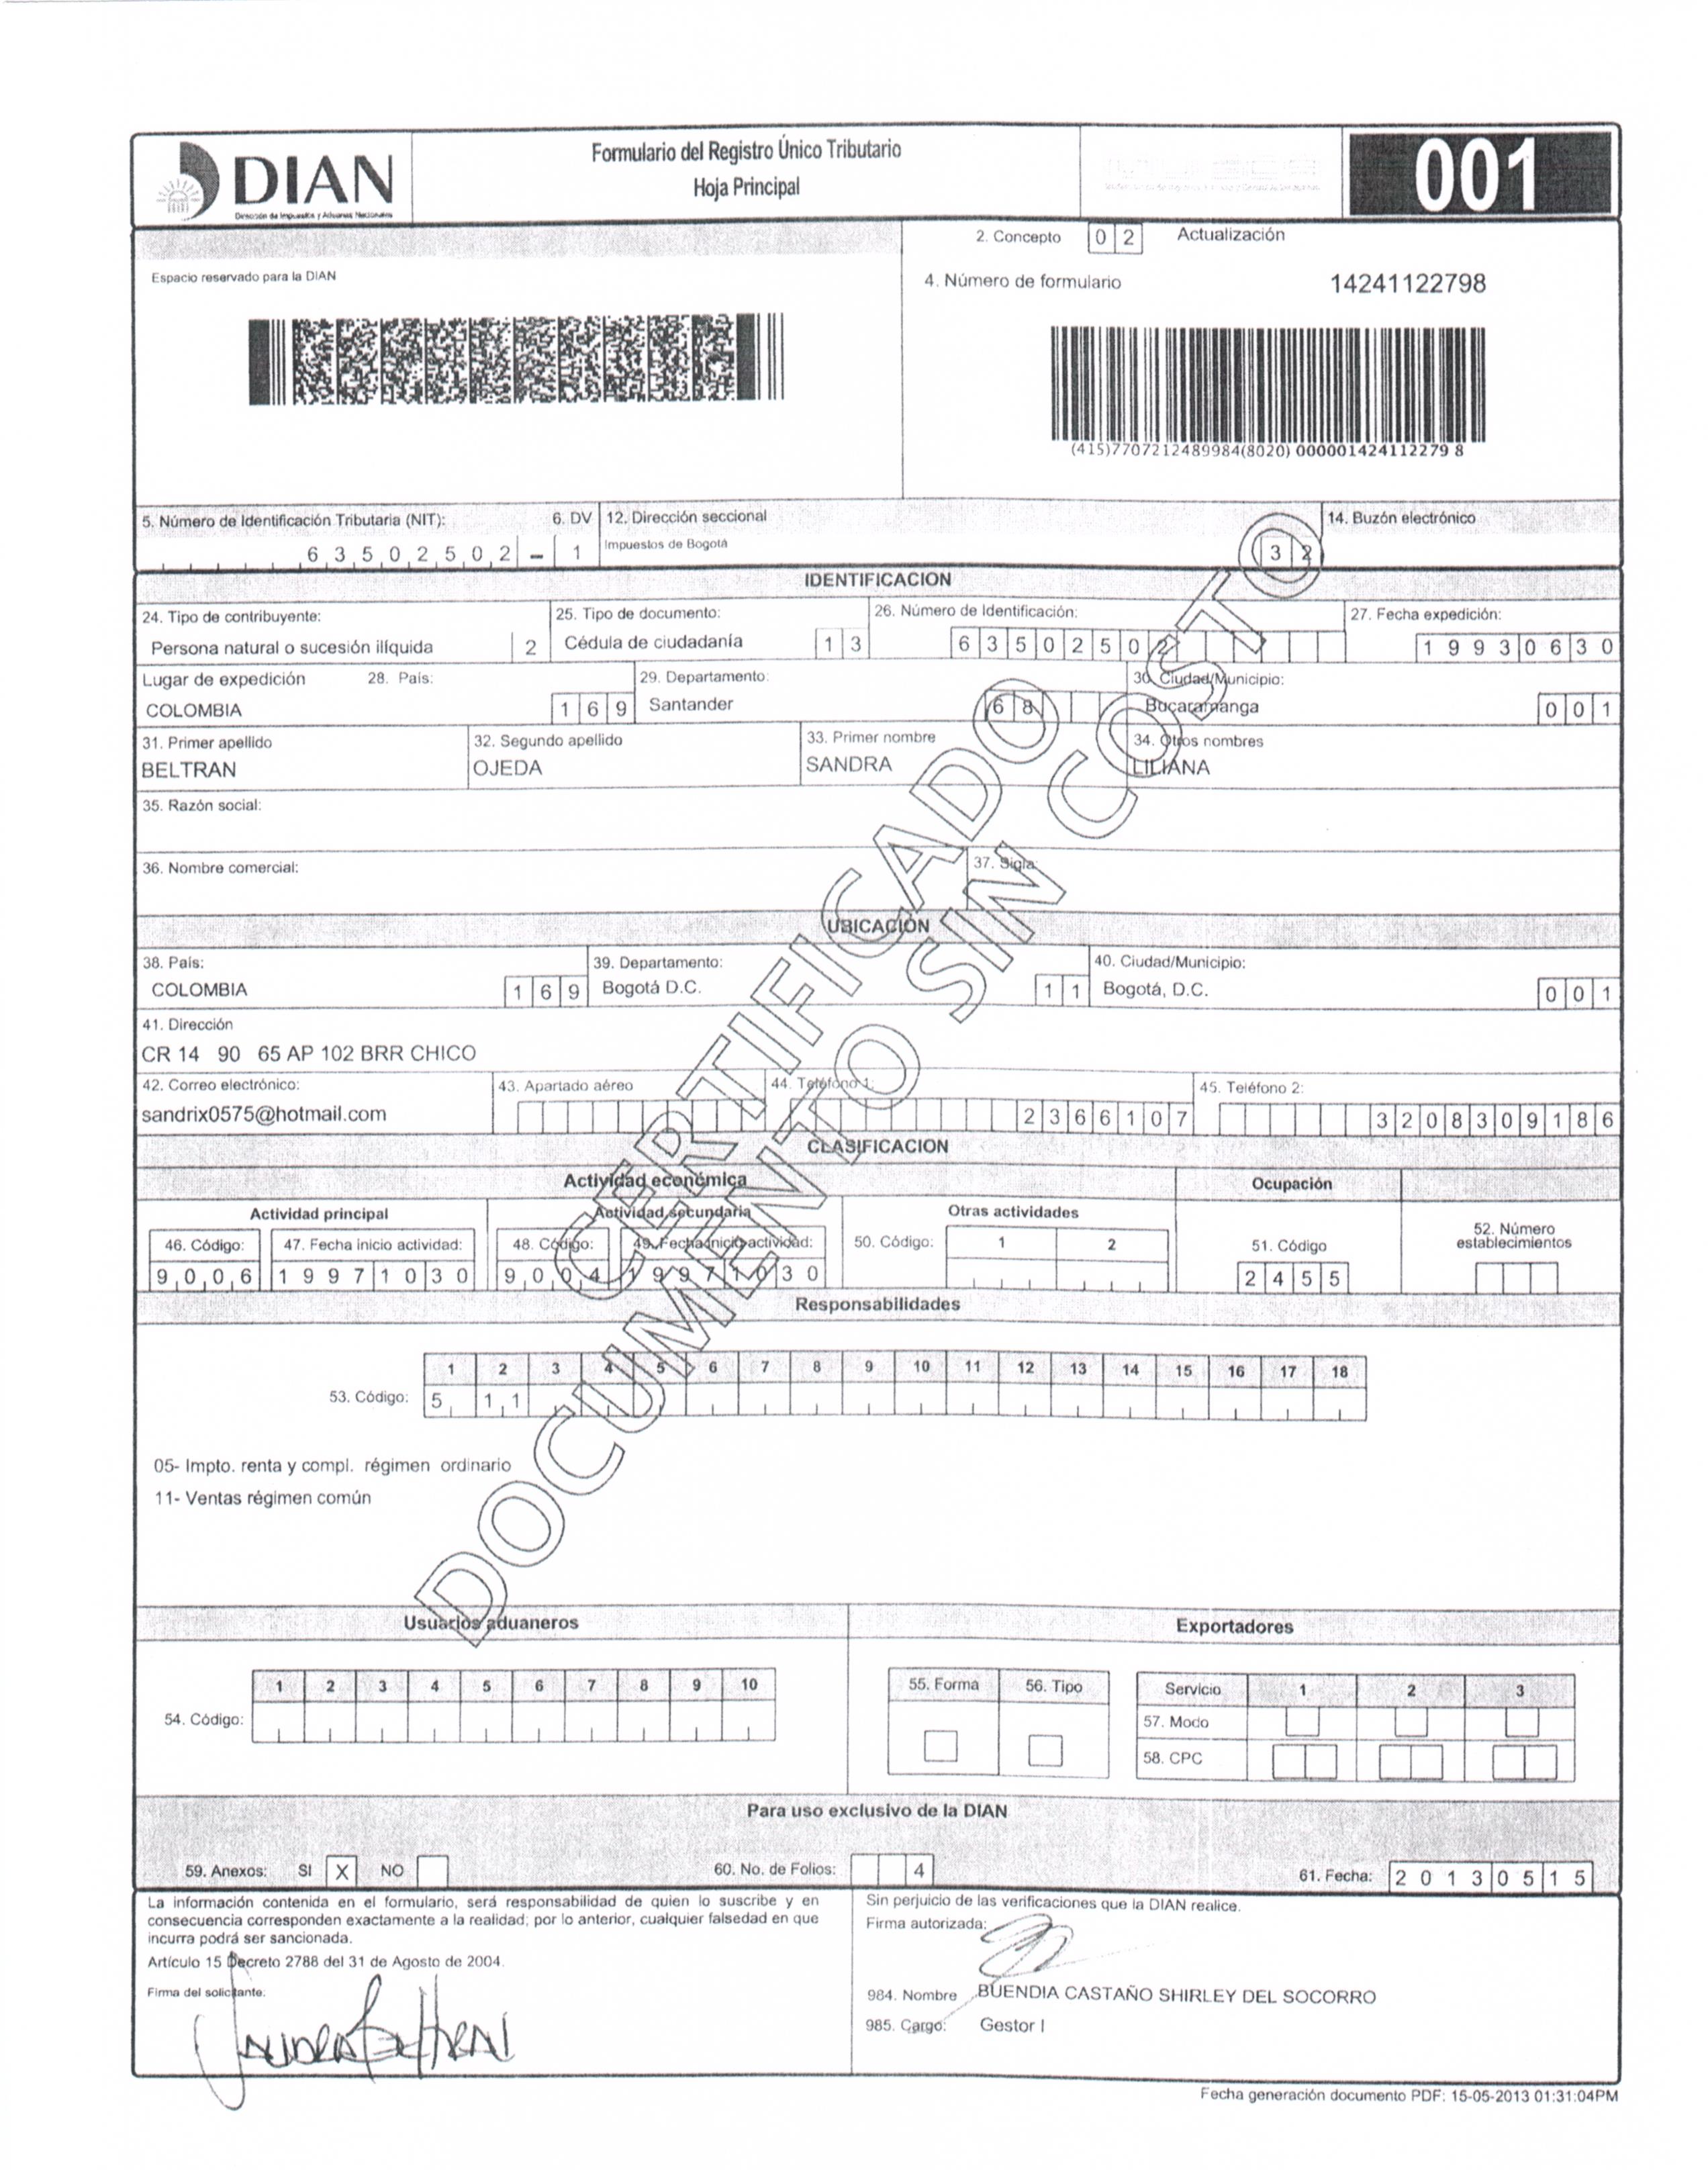 DIAN
Dirección de Impuestos y Aduanas Nacionales
Formulario del Registro Único Tributario
Hoja Principal
001
2. Concepto 0 2 Actualización
Espacio reservado para la DIAN
4. Número de formulario 14241122798
(415)7707212489984(8020) 000001424112279 8
5. Número de Identificación Tributaria (NIT): 6. DV 12. Dirección seccional 14. Buzón electrónico
6 3 5 0 2 5 0 2 - 1 Impuestos de Bogotá 3 2
IDENTIFICACION
24. Tipo de contribuyente: 25. Tipo de documento: 26. Número de Identificación: 27. Fecha expedición:
Persona natural o sucesión ilíquida 2 Cédula de ciudadanía 1 3 6 3 5 0 2 5 0 2 1 9 9 3 0 6 3 0
Lugar de expedición 28. País: 29. Departamento: 30. Ciudad/Municipio:
COLOMBIA 1 6 9 Santander 6 8 Bucaramanga 0 0 1
31. Primer apellido 32. Segundo apellido 33. Primer nombre 34. Otros nombres
BELTRAN OJEDA SANDRA LILIANA
35. Razón social:
36. Nombre comercial: 37. Sigla:
UBICACIÓN
38. País: 39. Departamento: 40. Ciudad/Municipio:
COLOMBIA 1 6 9 Bogotá D.C. 1 1 Bogotá, D.C. 0 0 1
41. Dirección
CR 14 90 65 AP 102 BRR CHICO
42. Correo electrónico: 43. Apartado aéreo 44. Teléfono 1: 45. Teléfono 2:
sandrix0575@hotmail.com 2 3 6 6 1 0 7 3 2 0 8 3 0 9 1 8 6
CLASIFICACION
Actividad económica Ocupación
Actividad principal Actividad secundaria Otras actividades
46. Código: 47. Fecha inicio actividad: 48. Código: 49. Fecha inicio actividad: 50. Código: 1 2 51. Código 52. Número establecimientos
9 0 0 6 1 9 9 7 1 0 3 0 9 0 0 4 1 9 9 7 1 0 3 0 2 4 5 5
Responsabilidades
1 2 3 4 5 6 7 8 9 10 11 12 13 14 15 16 17 18
53. Código: 5 1 1
05- Impto. renta y compl. régimen ordinario
11- Ventas régimen común
CERTIFICADO
DOCUMENTO SIN COSTO
Usuarios aduaneros Exportadores
1 2 3 4 5 6 7 8 9 10
54. Código:
55. Forma 56. Tipo Servicio 1 2 3
57. Modo
58. CPC
Para uso exclusivo de la DIAN
59. Anexos: SI X NO 60. No. de Folios: 4 61. Fecha: 2 0 1 3 0 5 1 5
La información contenida en el formulario, será responsabilidad de quien lo suscribe y en
consecuencia corresponden exactamente a la realidad; por lo anterior, cualquier falsedad en que
incurra podrá ser sancionada.
Artículo 15 Decreto 2788 del 31 de Agosto de 2004.
Firma del solicitante:
Sandra Beltran
Sin perjuicio de las verificaciones que la DIAN realice.
Firma autorizada:
984. Nombre BUENDIA CASTAÑO SHIRLEY DEL SOCORRO
985. Cargo: Gestor I
Fecha generación documento PDF: 15-05-2013 01:31:04PM